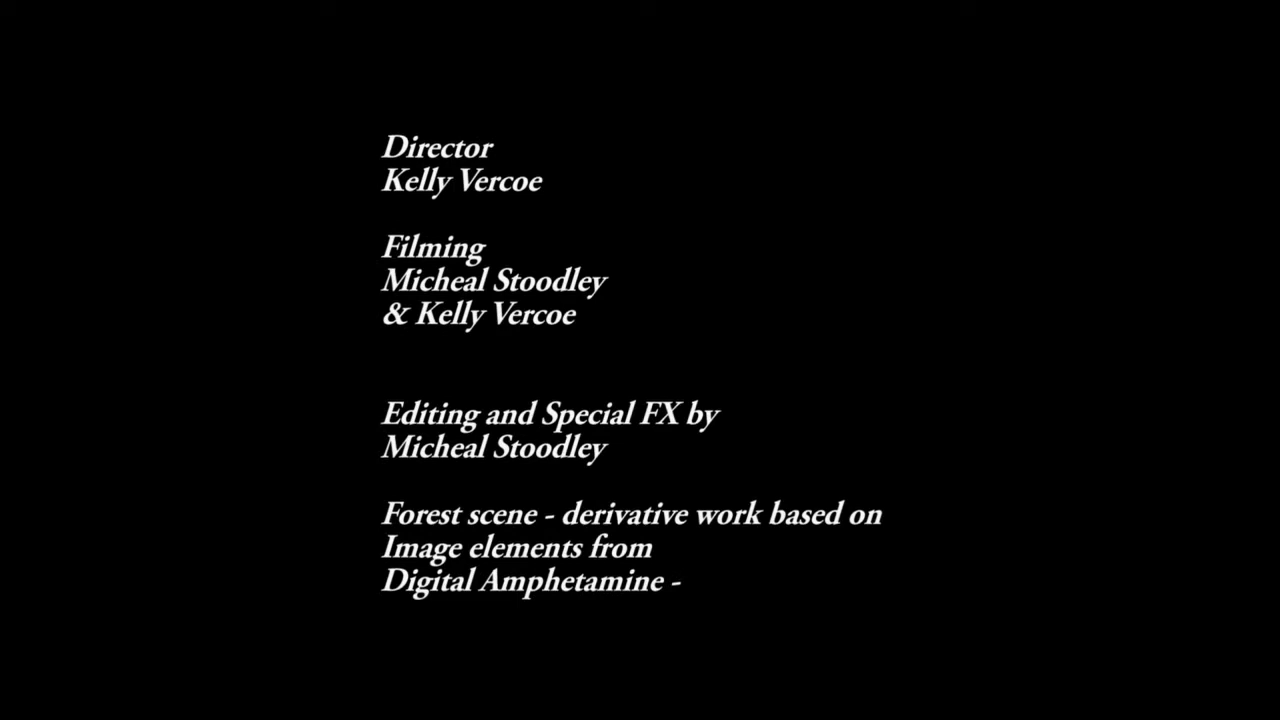 Director
Kelly Vercoe
Filming
Micheal Stoodley
& Kelly Vercoe
Editing and Special FX by
Micheal Stoodley
Forest scene - derivative work based on
Image elements from
Digital Amphetamine -